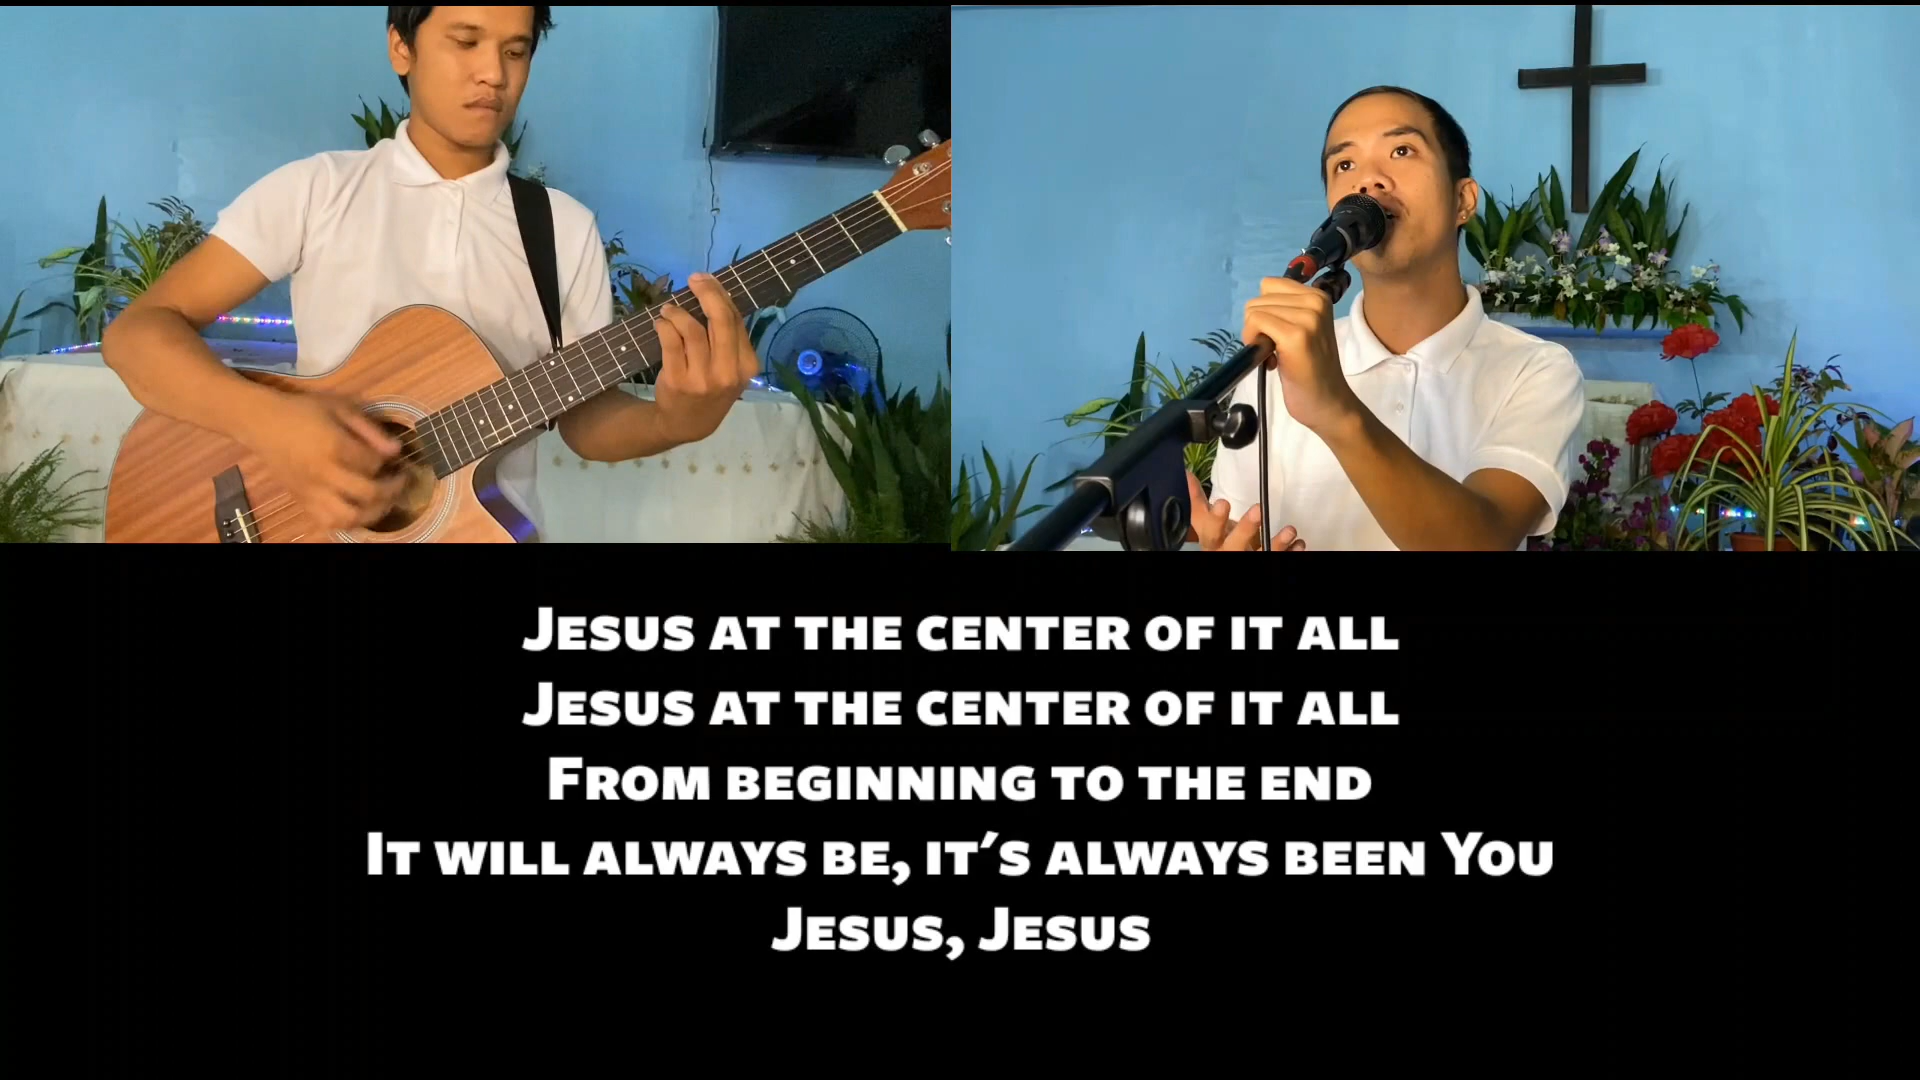 Jesus at the center of it all
Jesus at the center of it all
From beginning to the end
It will always be, it's always been You
Jesus, Jesus